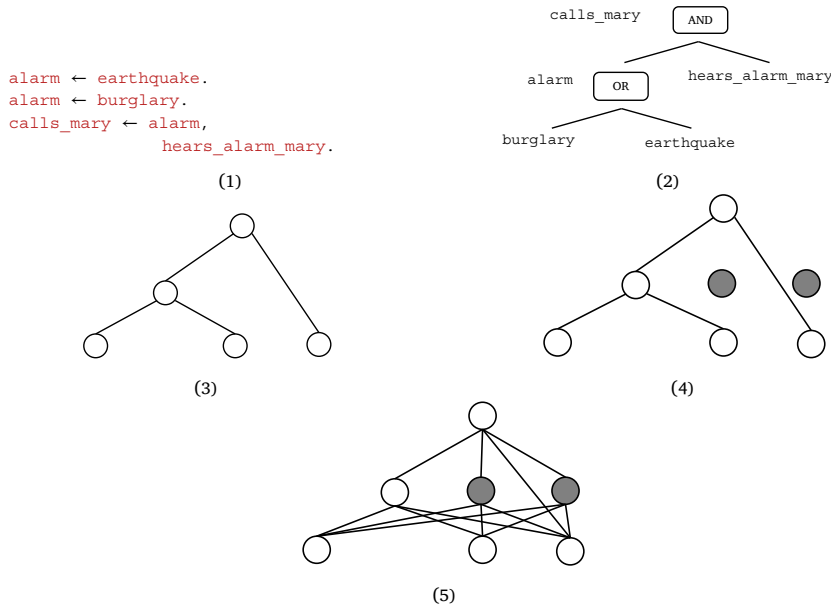 alarm ← earthquake.
alarm ← burglary.
calls_mary ← alarm,
hears_alarm_mary.
(1)
calls_mary AND
alarm OR hears_alarm_mary
burglary earthquake
(2)
(3)
(4)
(5)